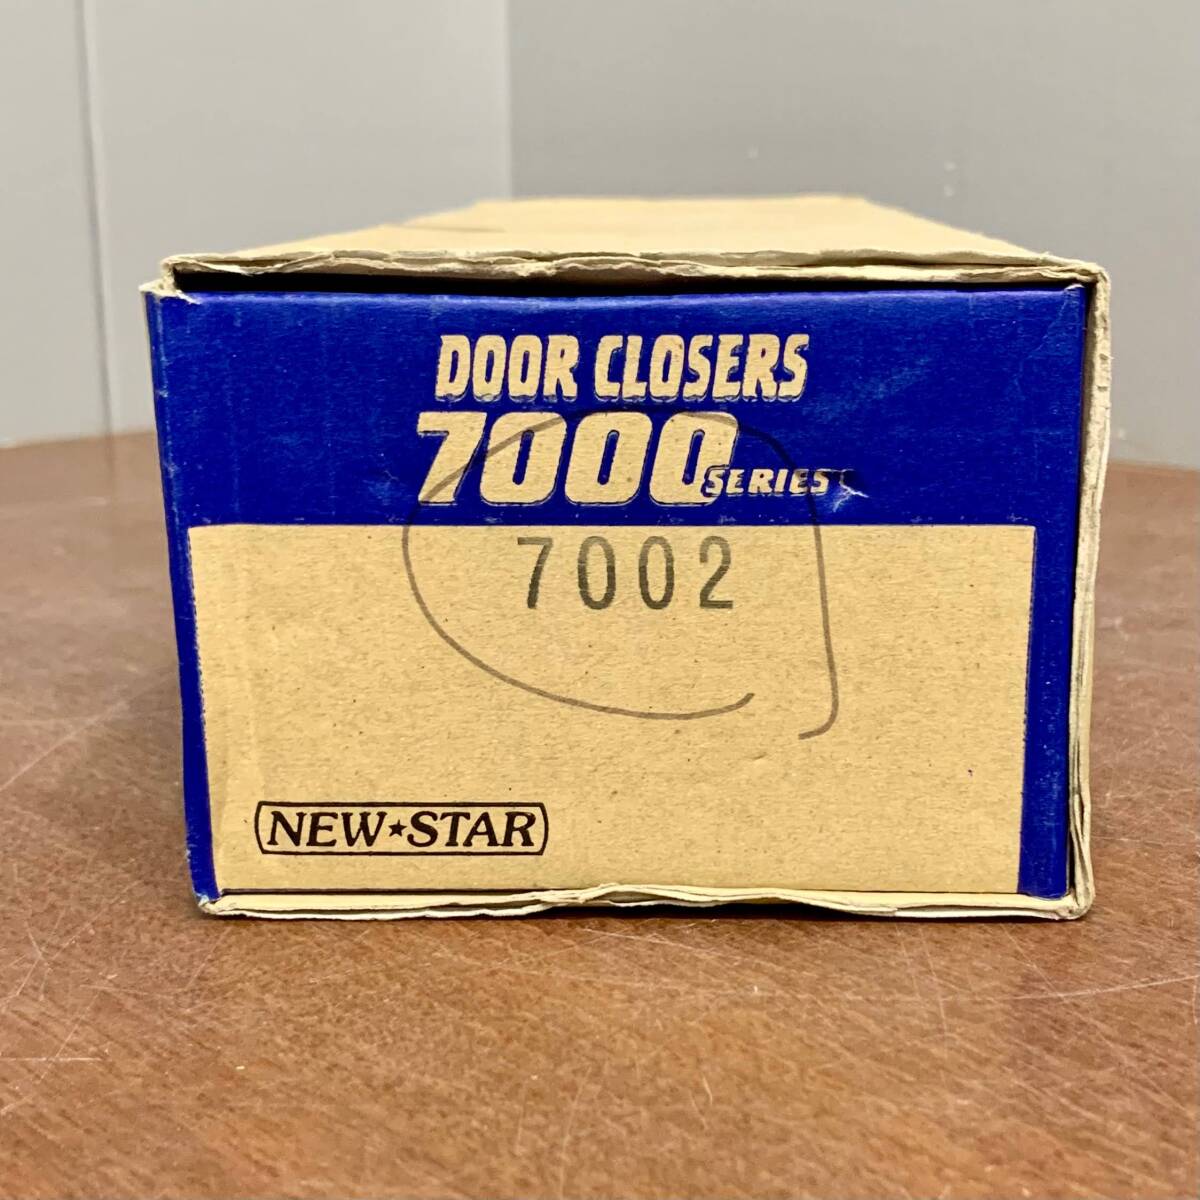 DOOR CLOSERS
7000 SERIES
7002
NEW★STAR